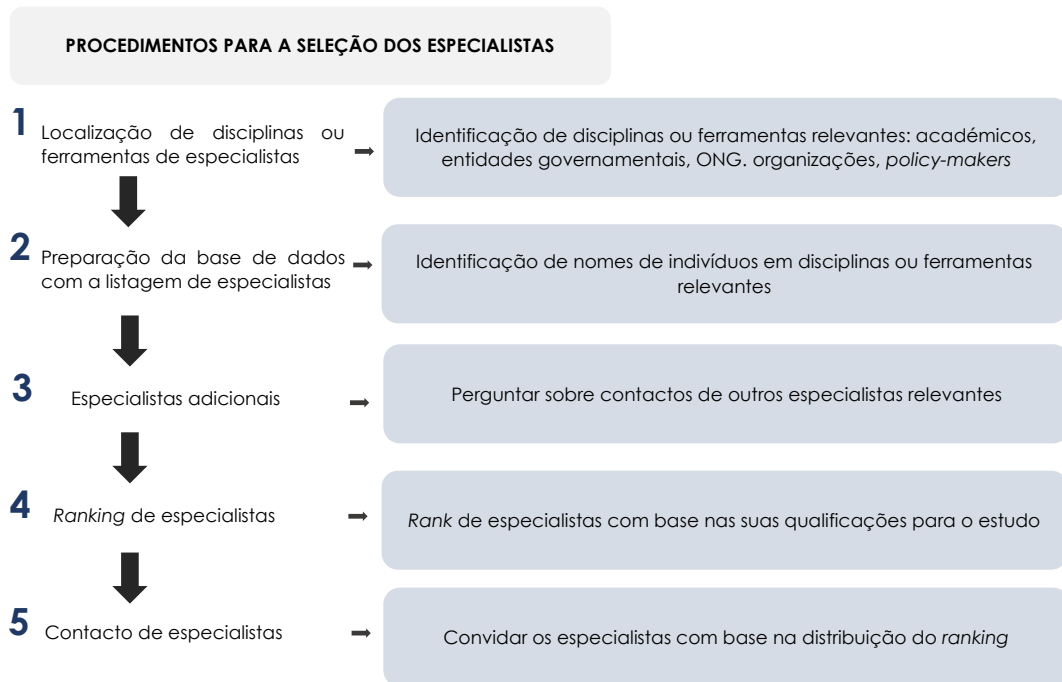 PROCEDIMENTOS PARA A SELEÇÃO DOS ESPECIALISTAS
1
Localização de disciplinas ou
ferramentas de especialistas
Identificação de disciplinas ou ferramentas relevantes: académicos,
entidades governamentais, ONG. organizações, policy-makers
2
Preparação da base de dados
com a listagem de especialistas
Identificação de nomes de indivíduos em disciplinas ou ferramentas
relevantes
3
Especialistas adicionais
Perguntar sobre contactos de outros especialistas relevantes
4
Ranking de especialistas
Rank de especialistas com base nas suas qualificações para o estudo
5
Contacto de especialistas
Convidar os especialistas com base na distribuição do ranking